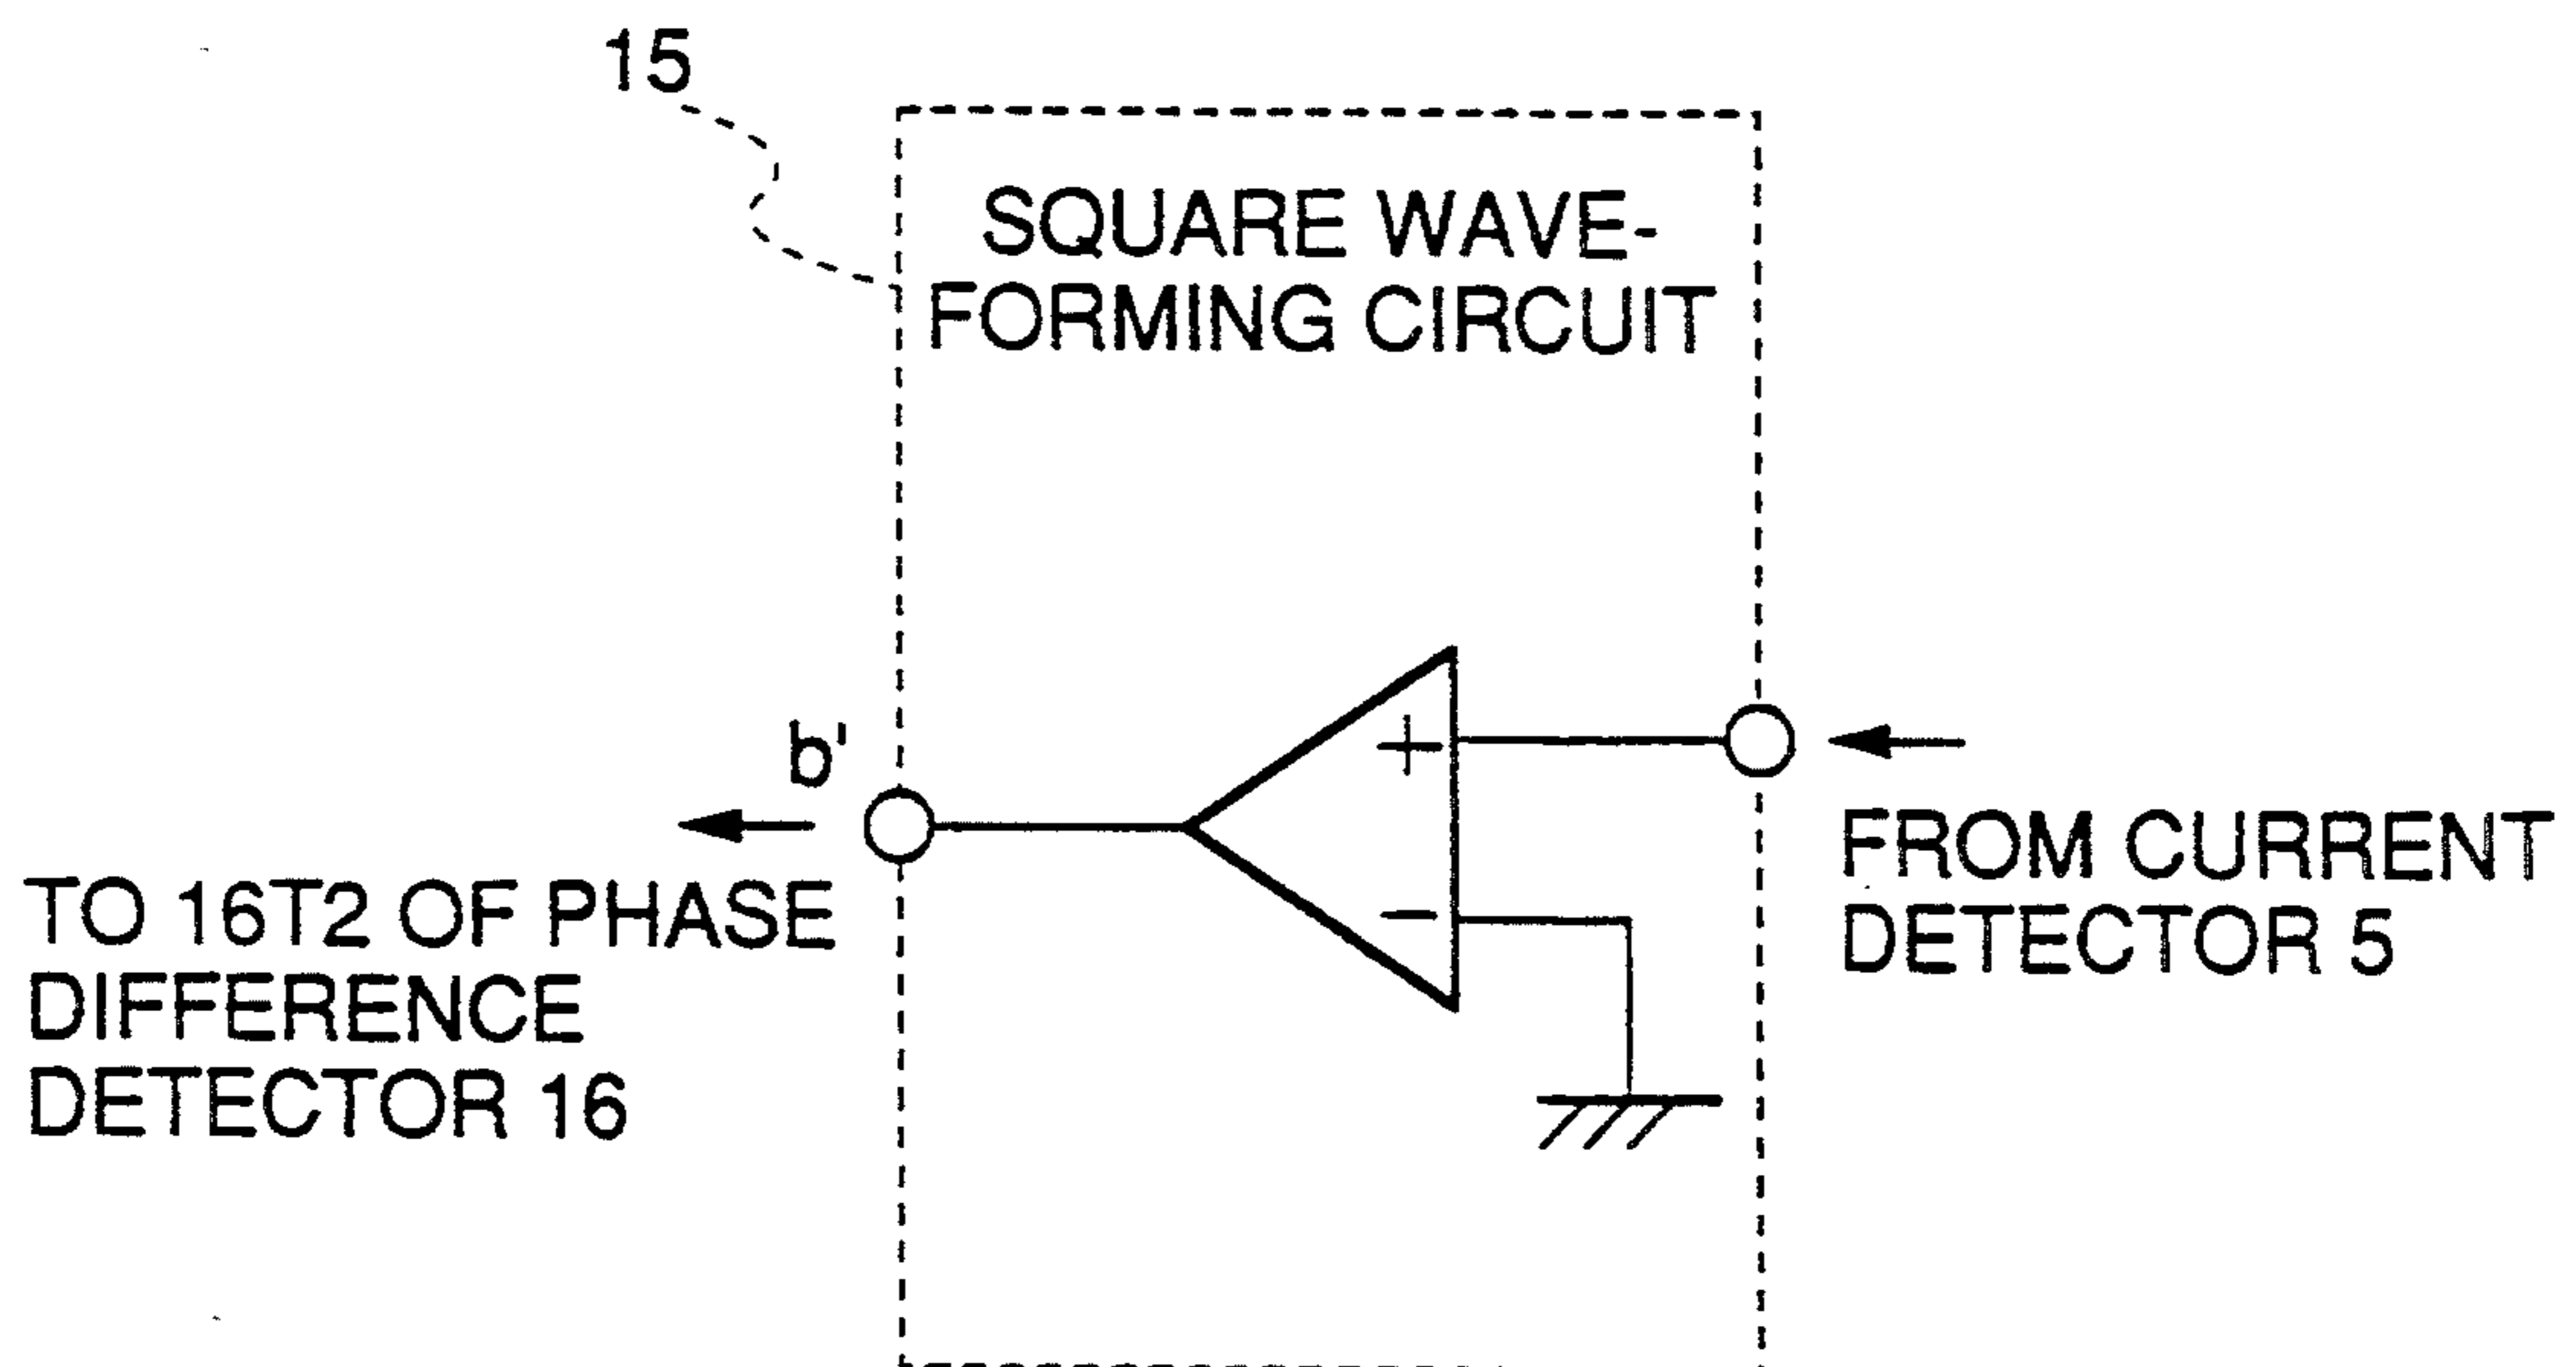 15
SQUARE WAVE-
FORMING CIRCUIT
b'
+
−
FROM CURRENT
DETECTOR 5
TO 16T2 OF PHASE
DIFFERENCE
DETECTOR 16